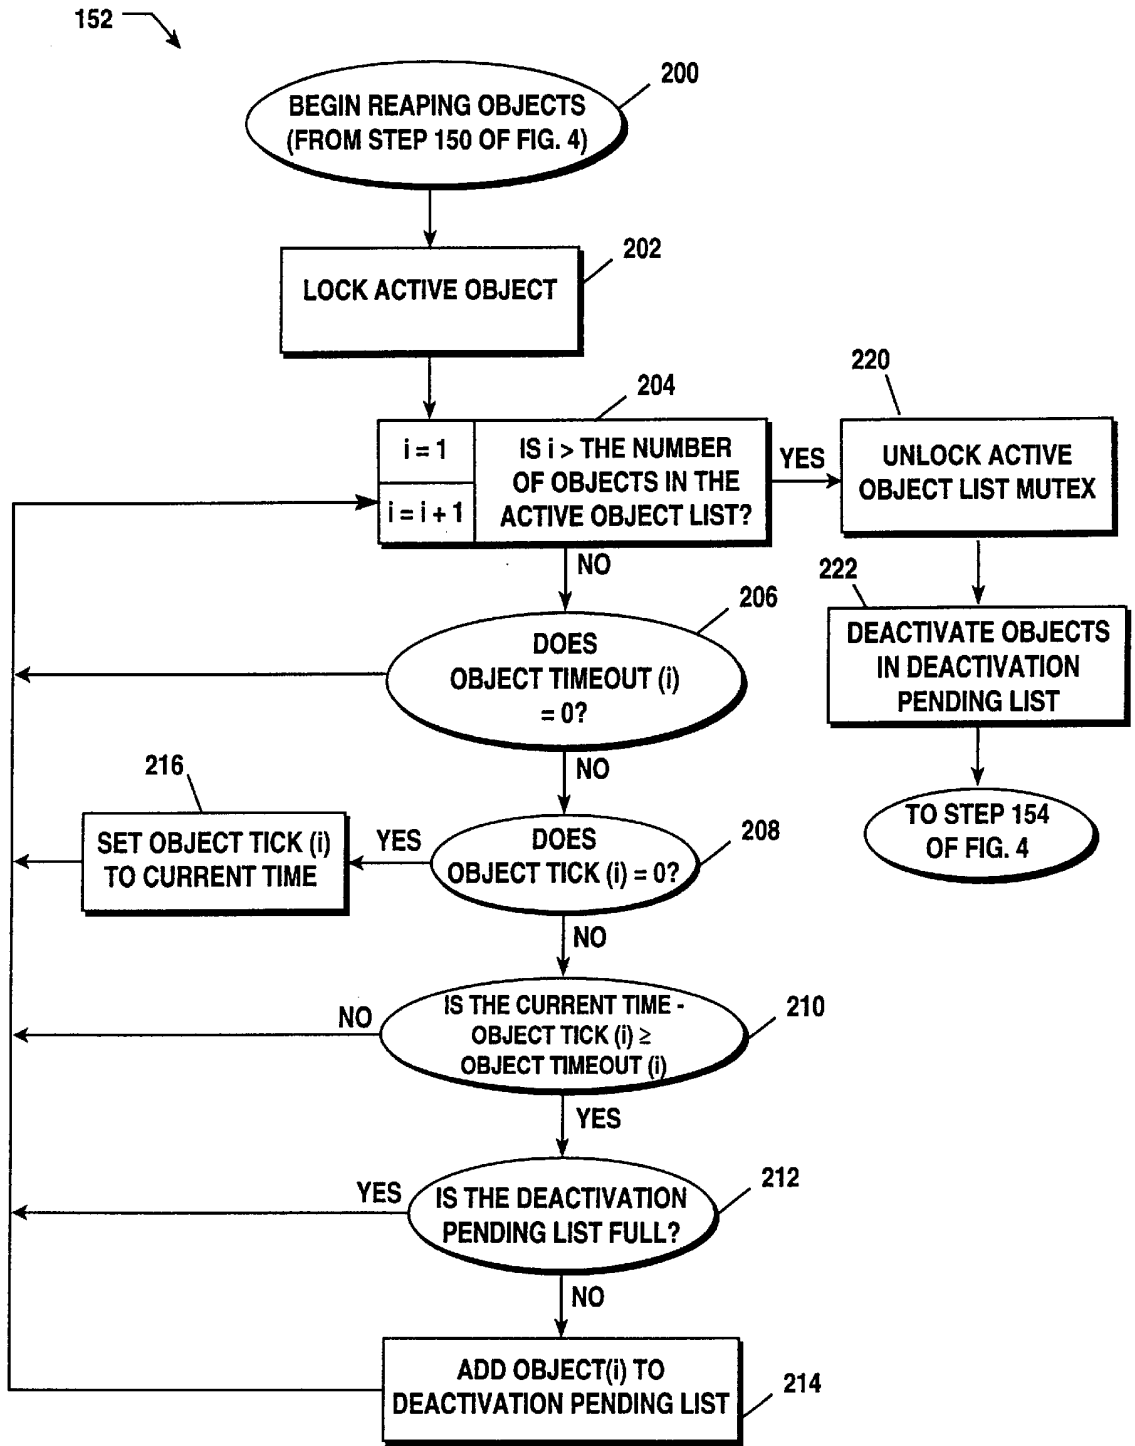 152
200
BEGIN REAPING OBJECTS
(FROM STEP 150 OF FIG. 4)
202
LOCK ACTIVE OBJECT
204
i = 1
i = i + 1
IS i > THE NUMBER
OF OBJECTS IN THE
ACTIVE OBJECT LIST?
YES
220
UNLOCK ACTIVE
OBJECT LIST MUTEX
NO
222
DEACTIVATE OBJECTS
IN DEACTIVATION
PENDING LIST
206
DOES
OBJECT TIMEOUT (i)
= 0?
NO
TO STEP 154
OF FIG. 4
216
SET OBJECT TICK (i)
TO CURRENT TIME
YES
208
DOES
OBJECT TICK (i) = 0?
NO
210
IS THE CURRENT TIME -
OBJECT TICK (i) ≥
OBJECT TIMEOUT (i)
NO
YES
212
IS THE DEACTIVATION
PENDING LIST FULL?
YES
NO
ADD OBJECT(i) TO
DEACTIVATION PENDING LIST
214